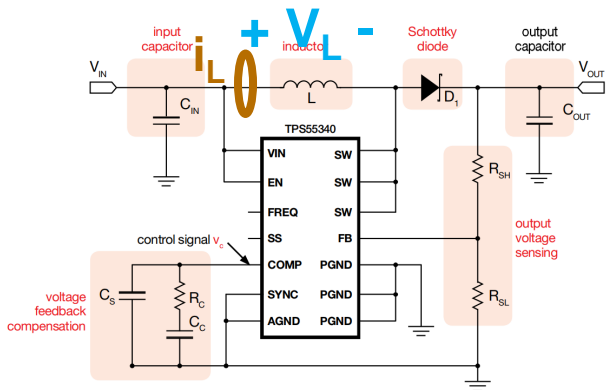 + VL -
iL
input
capacitor
inductor
Schottky
diode
output
capacitor
VIN
VOUT
CIN
L
D1
COUT
TPS55340
VIN
SW
EN
SW
FREQ
SW
SS
FB
COMP
PGND
SYNC
PGND
AGND
PGND
RSH
RSL
output
voltage
sensing
control signal vc
voltage
feedback
compensation
CS
RC
CC